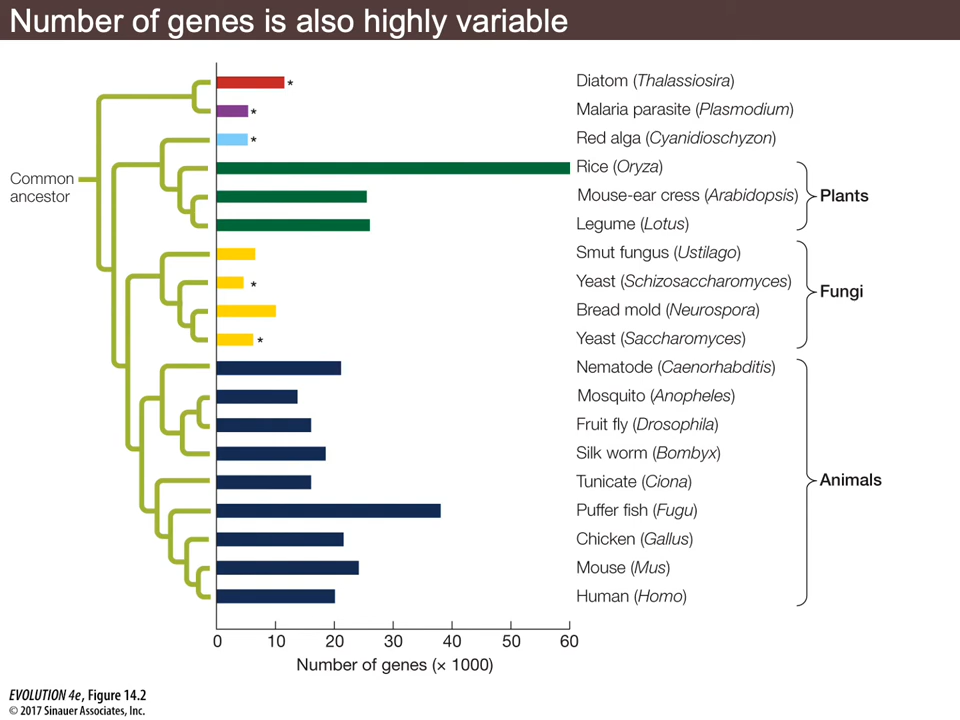 Number of genes is also highly variable
Common
ancestor
*
Diatom (Thalassiosira)
*
Malaria parasite (Plasmodium)
*
Red alga (Cyanidioschyzon)
Rice (Oryza)
Mouse-ear cress (Arabidopsis)
Plants
Legume (Lotus)
Smut fungus (Ustilago)
*
Yeast (Schizosaccharomyces)
Fungi
Bread mold (Neurospora)
*
Yeast (Saccharomyces)
Nematode (Caenorhabditis)
Mosquito (Anopheles)
Fruit fly (Drosophila)
Silk worm (Bombyx)
Tunicate (Ciona)
Animals
Puffer fish (Fugu)
Chicken (Gallus)
Mouse (Mus)
Human (Homo)
0 10 20 30 40 50 60
Number of genes (× 1000)
EVOLUTION 4e, Figure 14.2
© 2017 Sinauer Associates, Inc.